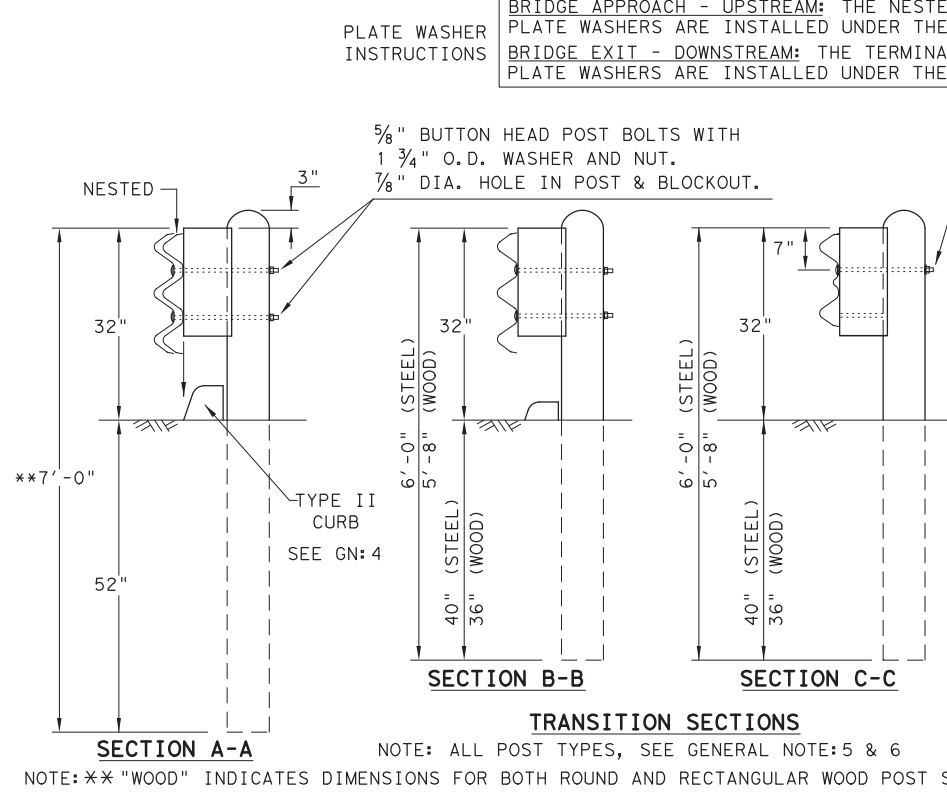 BRIDGE APPROACH - UPSTREAM: THE NESTE
PLATE WASHERS ARE INSTALLED UNDER THE
PLATE WASHER
INSTRUCTIONS
BRIDGE EXIT - DOWNSTREAM: THE TERMINA
PLATE WASHERS ARE INSTALLED UNDER THE
⅝" BUTTON HEAD POST BOLTS WITH
1 ¾" O.D. WASHER AND NUT.
⅞" DIA. HOLE IN POST & BLOCKOUT.
NESTED
3"
32"
**7'-0"
52"
TYPE II
CURB
SEE GN:4
SECTION A-A
32"
6'-0" (STEEL)
5'-8" (WOOD)
40" (STEEL)
36" (WOOD)
SECTION B-B
7"
32"
6'-0" (STEEL)
5'-8" (WOOD)
40" (STEEL)
36" (WOOD)
SECTION C-C
TRANSITION SECTIONS
NOTE: ALL POST TYPES, SEE GENERAL NOTE:5 & 6
NOTE:** "WOOD" INDICATES DIMENSIONS FOR BOTH ROUND AND RECTANGULAR WOOD POST S